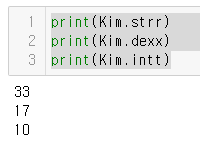 1 print(Kim.strr)
2 print(Kim.dexx)
3 print(Kim.intt)
33
17
10